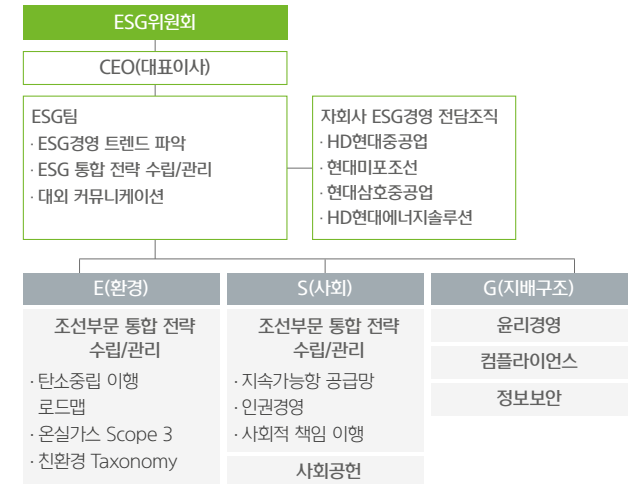 ESG위원회
CEO(대표이사)
ESG팀
· ESG경영 트렌드 파악
· ESG 통합 전략 수립/관리
· 대외 커뮤니케이션
자회사 ESG경영 전담조직
· HD현대중공업
· 현대미포조선
· 현대삼호중공업
· HD현대에너지솔루션
E(환경)
조선부문 통합 전략
수립/관리
· 탄소중립 이행
로드맵
· 온실가스 Scope 3
· 친환경 Taxonomy
S(사회)
조선부문 통합 전략
수립/관리
· 지속가능항 공급망
· 인권경영
· 사회적 책임 이행
사회공헌
G(지배구조)
윤리경영
컴플라이언스
정보보안